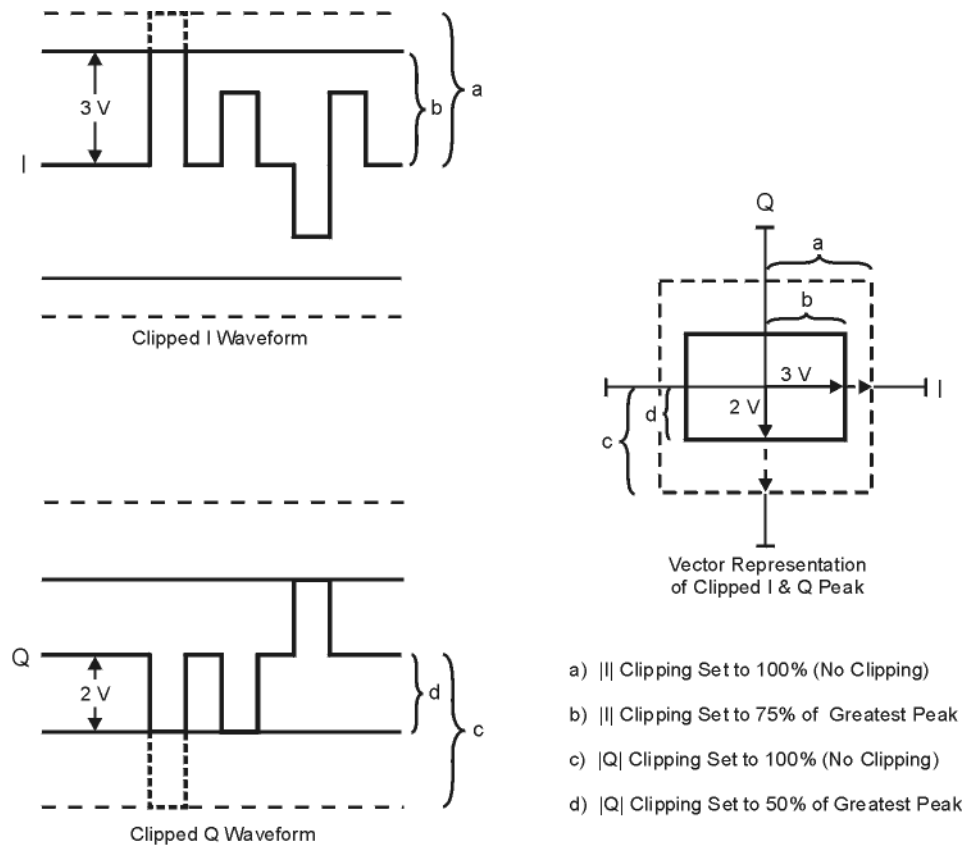 3 V
b
a
I
Clipped I Waveform
Q
a
b
3 V
I
2 V
d
c
Vector Representation
of Clipped I & Q Peak
Q
2 V
d
c
Clipped Q Waveform
a) |I| Clipping Set to 100% (No Clipping)
b) |I| Clipping Set to 75% of Greatest Peak
c) |Q| Clipping Set to 100% (No Clipping)
d) |Q| Clipping Set to 50% of Greatest Peak